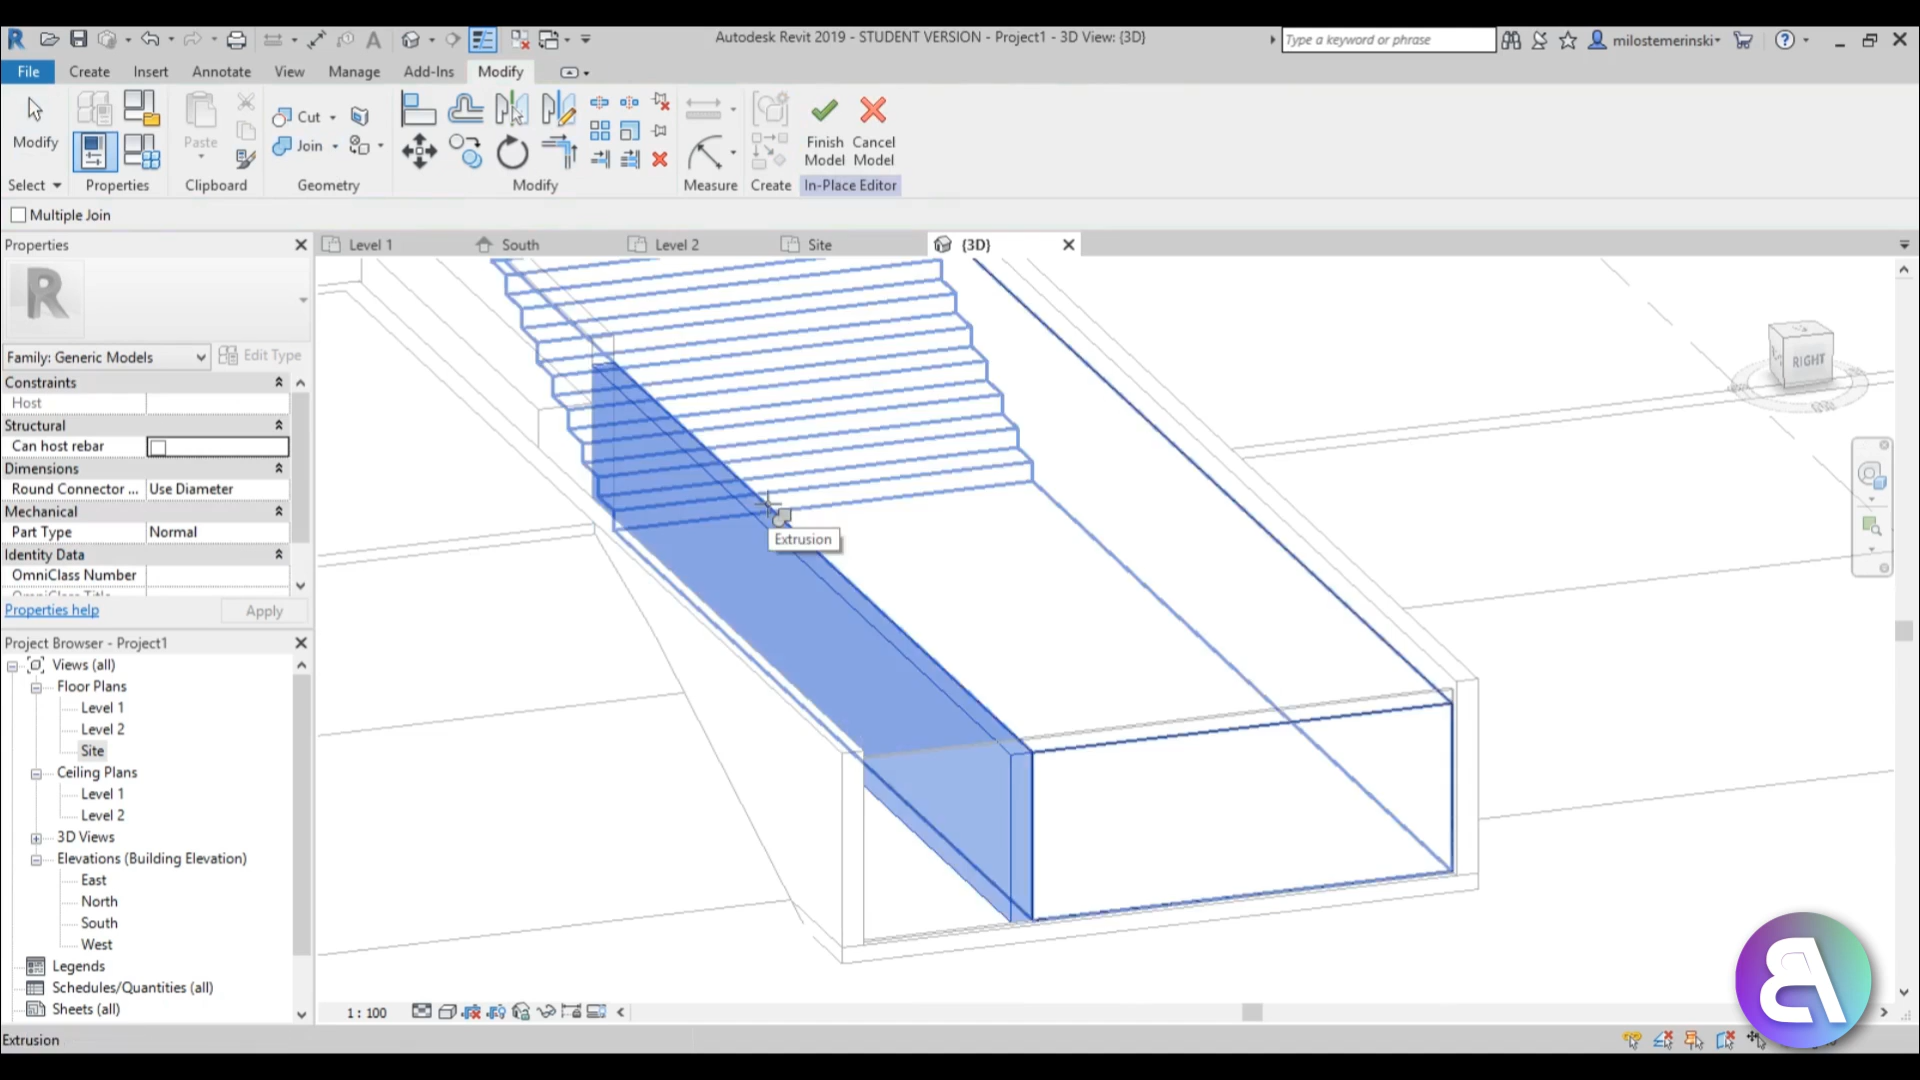 Autodesk Revit 2019 - STUDENT VERSION - Project1 - 3D View: {3D}
Type a keyword or phrase
milostemerinski
File
Create
Insert
Annotate
View
Manage
Add-Ins
Modify
Modify
Paste
Cut
Join
Finish
Model
Cancel
Model
Select
Properties
Clipboard
Geometry
Modify
Measure
Create
In-Place Editor
Multiple Join
Properties
Level 1
South
Level 2
Site
{3D}
Family: Generic Models
Edit Type
Constraints
Host
Structural
Can host rebar
Dimensions
Round Connector ...
Use Diameter
Mechanical
Part Type
Normal
Identity Data
OmniClass Number
Properties help
Apply
Project Browser - Project1
Views (all)
Floor Plans
Level 1
Level 2
Site
Ceiling Plans
Level 1
Level 2
3D Views
Elevations (Building Elevation)
East
North
South
West
Legends
Schedules/Quantities (all)
Sheets (all)
Extrusion
RIGHT
1 : 100
Extrusion